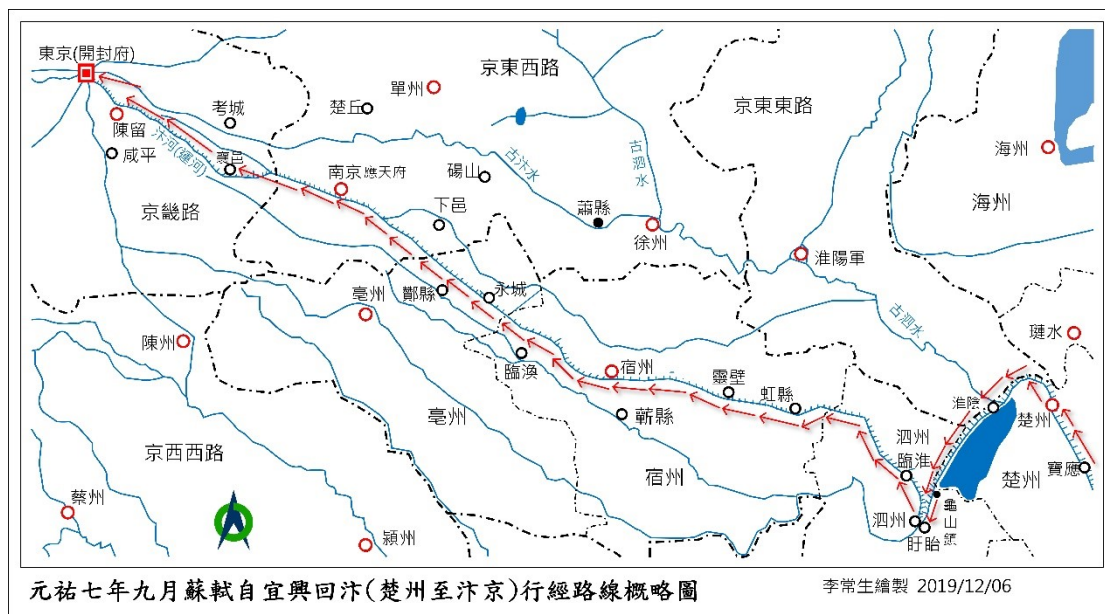 東京(開封府)
京東西路
單州
楚丘
考城
陳留
咸平
汴河(運河)
襄邑
京東東路
海州
古汴水
古泗水
碭山
南京應天府
下邑
蕭縣
徐州
淮陽軍
海州
京畿路
鄼縣
永城
亳州
陳州
臨渙
宿州
古泗水
漣水
靈壁
虹縣
淮陰
楚州
蘄縣
亳州
泗州
臨淮
寶應
楚州
京西西路
宿州
蔡州
潁州
泗州
盱眙
龜山鎮
元祐七年九月蘇軾自宜興回汴(楚州至汴京)行經路線概略圖
李常生繪製 2019/12/06